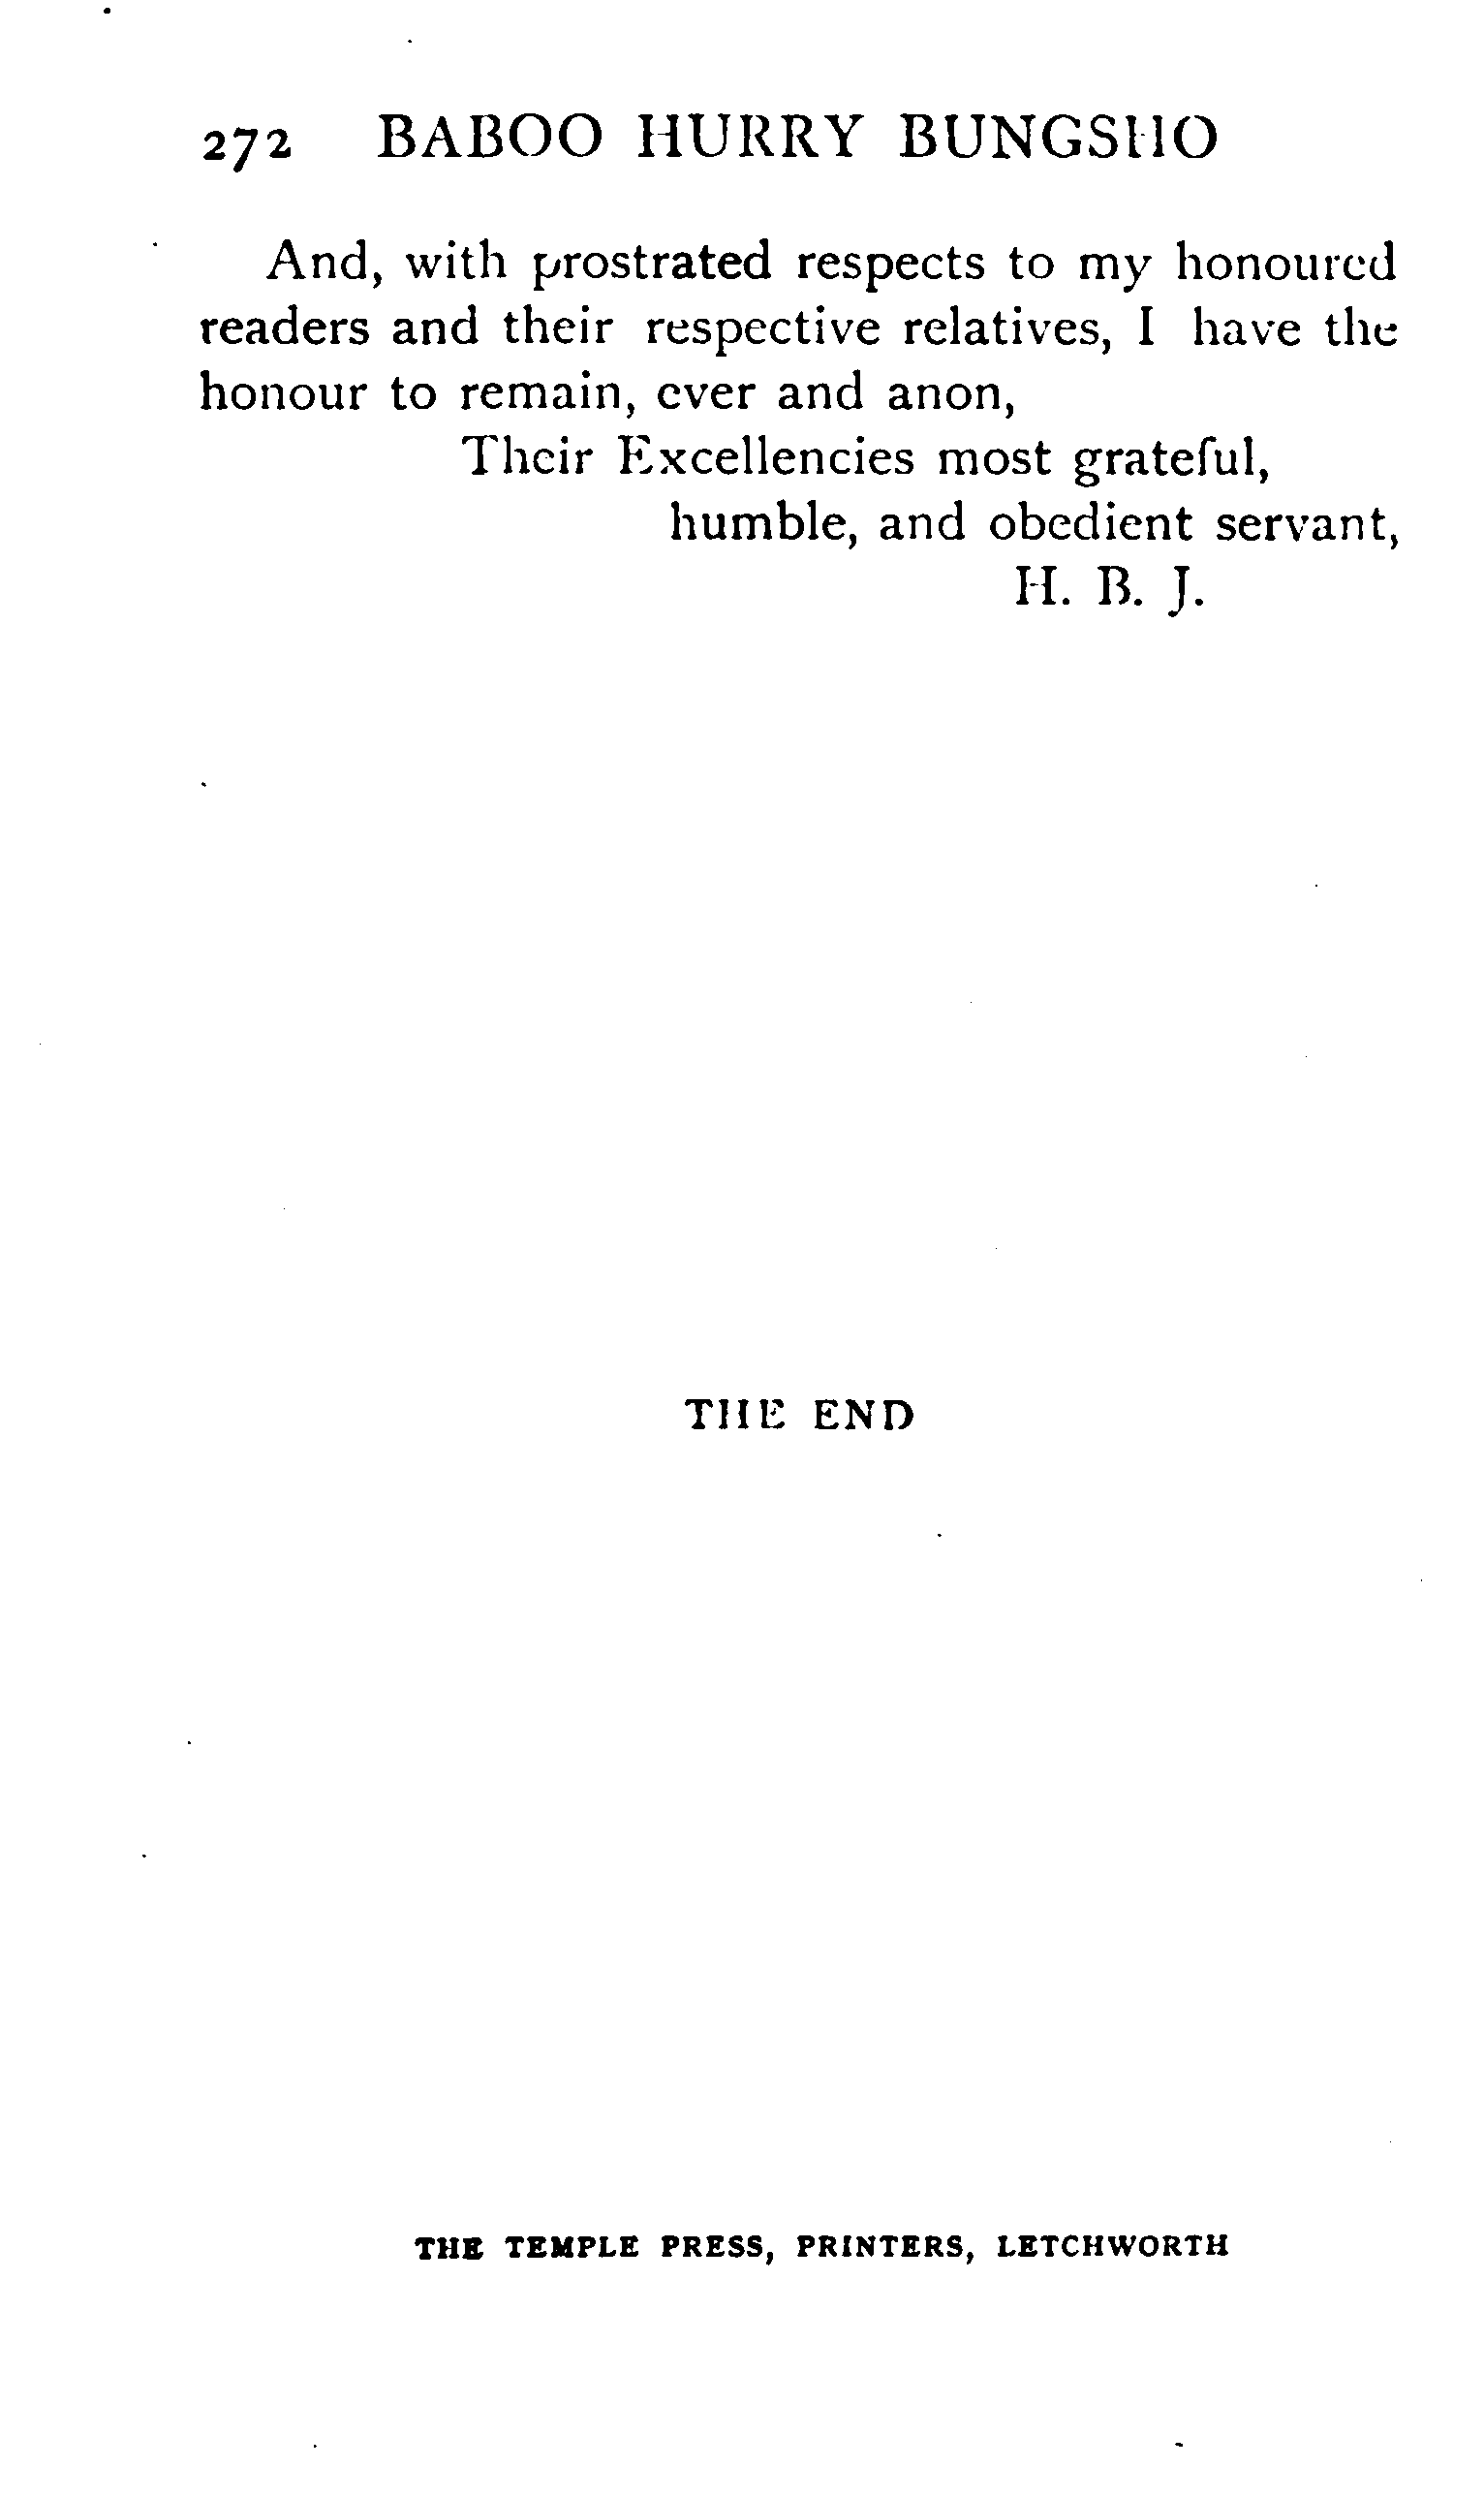 272 BABOO HURRY BUNGSHO
And, with prostrated respects to my honoured
readers and their respective relatives, I have the
honour to remain, ever and anon,
Their Excellencies most grateful,
humble, and obedient servant,
H. B. J.
THE END
THE TEMPLE PRESS, PRINTERS, LETCHWORTH